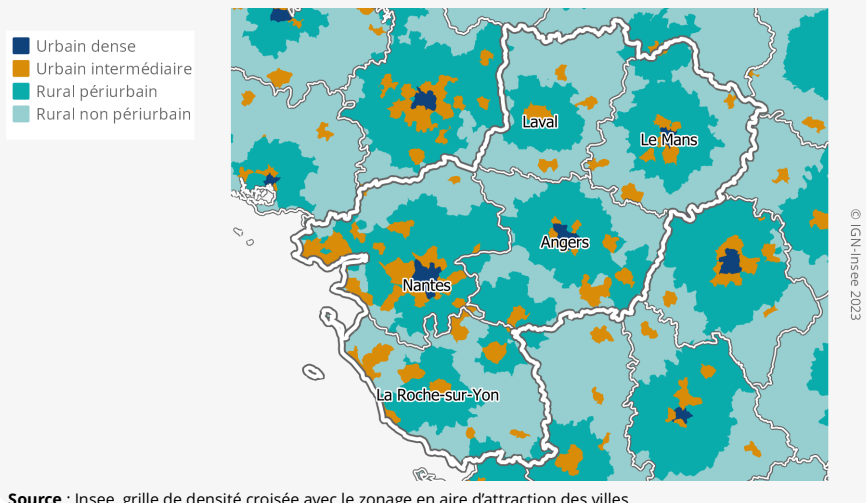 Urbain dense
Urbain intermédiaire
Rural périurbain
Rural non périurbain
Laval
Le Mans
Angers
Nantes
La Roche-sur-Yon
© IGN-Insee 2023
Source : Insee, grille de densité croisée avec le zonage en aire d’attraction des villes